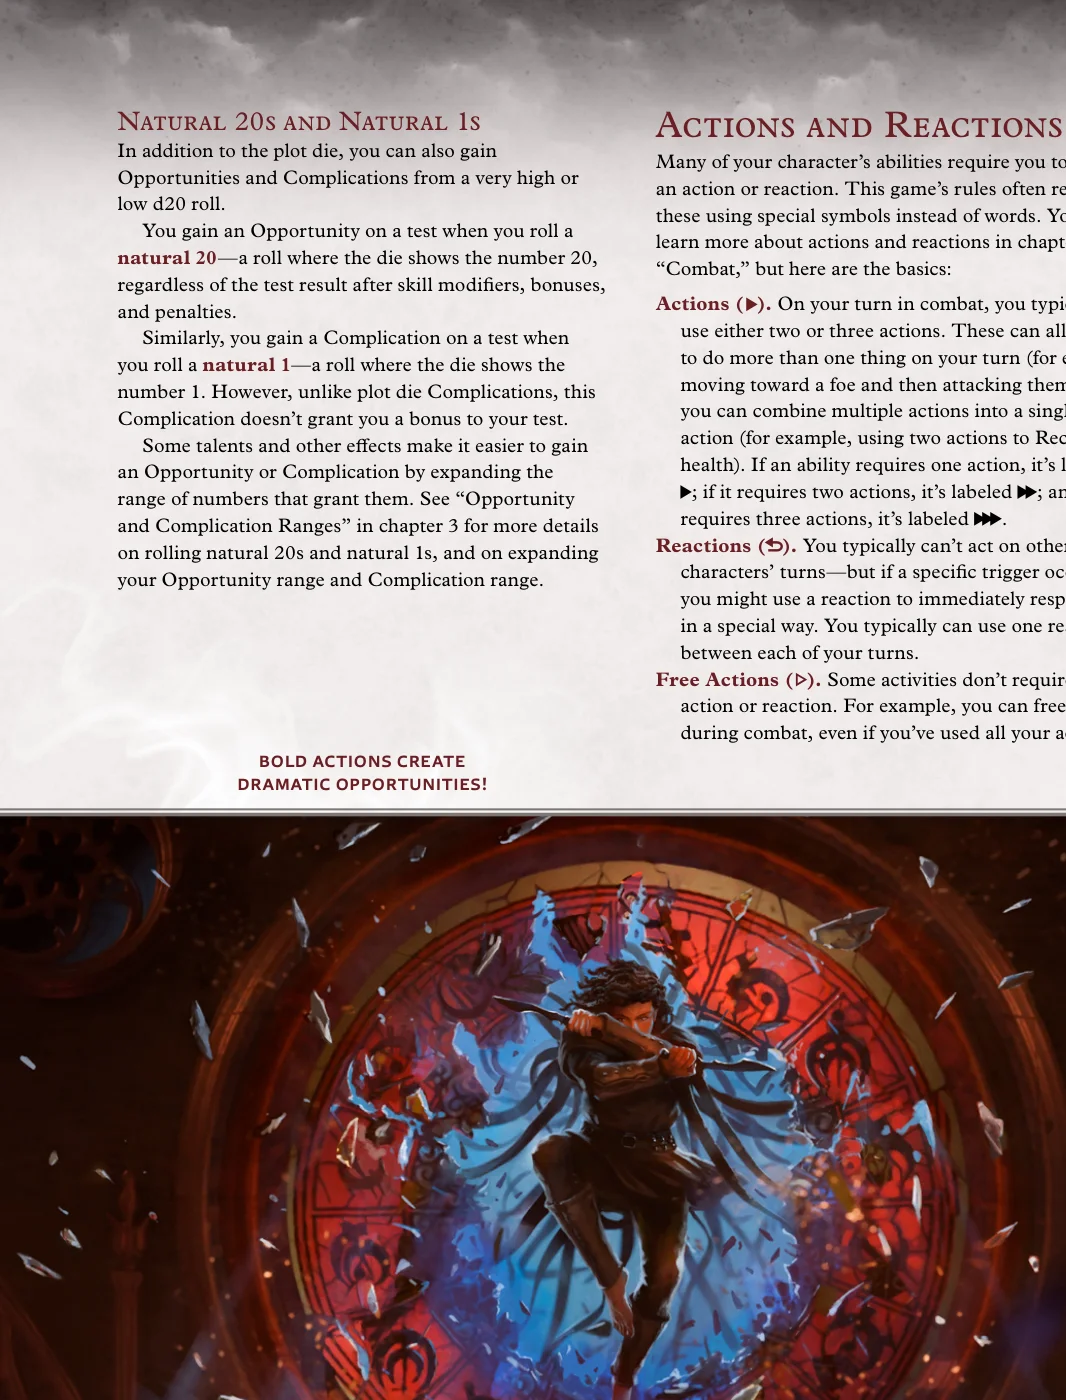 Natural 20s and Natural 1s
In addition to the plot die, you can also gain
Opportunities and Complications from a very high or
low d20 roll.
You gain an Opportunity on a test when you roll a
natural 20—a roll where the die shows the number 20,
regardless of the test result after skill modifiers, bonuses,
and penalties.
Similarly, you gain a Complication on a test when
you roll a natural 1—a roll where the die shows the
number 1. However, unlike plot die Complications, this
Complication doesn’t grant you a bonus to your test.
Some talents and other effects make it easier to gain
an Opportunity or Complication by expanding the
range of numbers that grant them. See “Opportunity
and Complication Ranges” in chapter 3 for more details
on rolling natural 20s and natural 1s, and on expanding
your Opportunity range and Complication range.
BOLD ACTIONS CREATE
DRAMATIC OPPORTUNITIES!
Actions and Reactions
Many of your character’s abilities require you to
an action or reaction. This game’s rules often
these using special symbols instead of words.
learn more about actions and reactions in
“Combat,” but here are the basics:
Actions (▶). On your turn in combat, you
use either two or three actions. These can
to do more than one thing on your turn (for
moving toward a foe and then attacking
you can combine multiple actions into a
action (for example, using two actions to
health). If an ability requires one action, it’s
▶; if it requires two actions, it’s labeled ▶▶;
requires three actions, it’s labeled ▶▶▶.
Reactions (⮌). You typically can’t act on
characters’ turns—but if a specific trigger
you might use a reaction to immediately
in a special way. You typically can use one
between each of your turns.
Free Actions (▷). Some activities don’t
action or reaction. For example, you can
during combat, even if you’ve used all your